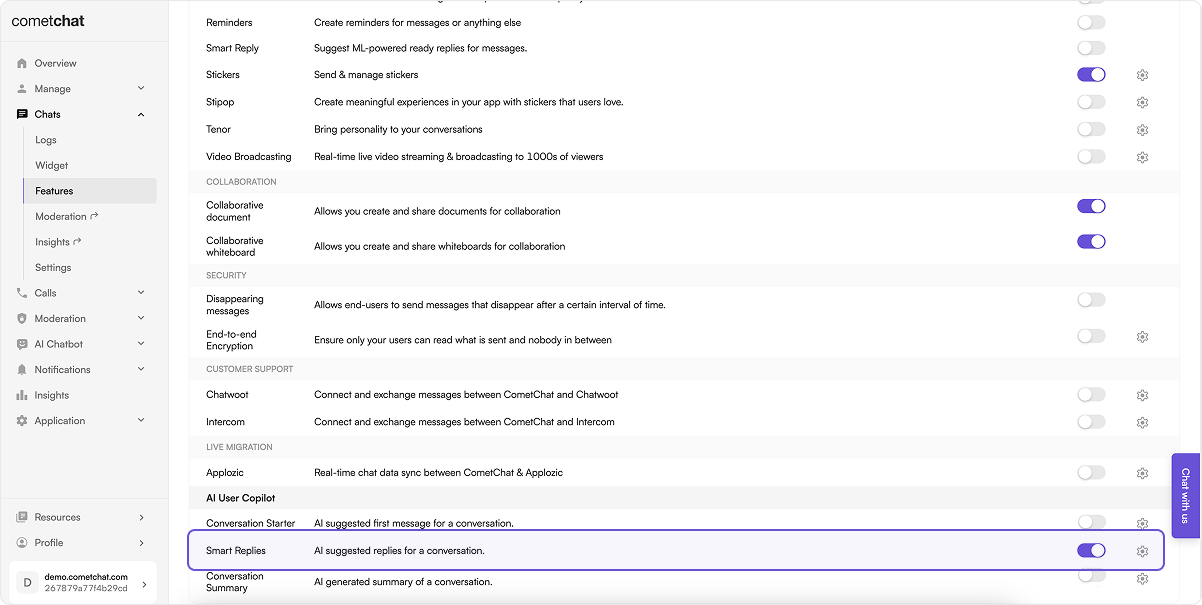 cometchat
Overview
Manage
Chats
Logs
Widget
Features
Moderation
Insights
Settings
Calls
Moderation
AI Chatbot
Notifications
Insights
Application
Resources
Profile
D
demo.cometchat.com
267879a77f4b29cd
Reminders
Create reminders for messages or anything else
Smart Reply
Suggest ML-powered ready replies for messages.
Stickers
Send & manage stickers
Stipop
Create meaningful experiences in your app with stickers that users love.
Tenor
Bring personality to your conversations
Video Broadcasting
Real-time live video streaming & broadcasting to 1000s of viewers
COLLABORATION
Collaborative
document
Allows you create and share documents for collaboration
Collaborative
whiteboard
Allows you create and share whiteboards for collaboration
SECURITY
Disappearing
messages
Allows end-users to send messages that disappear after a certain interval of time.
End-to-end
Encryption
Ensure only your users can read what is sent and nobody in between
CUSTOMER SUPPORT
Chatwoot
Connect and exchange messages between CometChat and Chatwoot
Intercom
Connect and exchange messages between CometChat and Intercom
LIVE MIGRATION
Applozic
Real-time chat data sync between CometChat & Applozic
AI User Copilot
Conversation Starter
AI suggested first message for a conversation.
Smart Replies
AI suggested replies for a conversation.
Conversation
Summary
AI generated summary of a conversation.
Chat with us